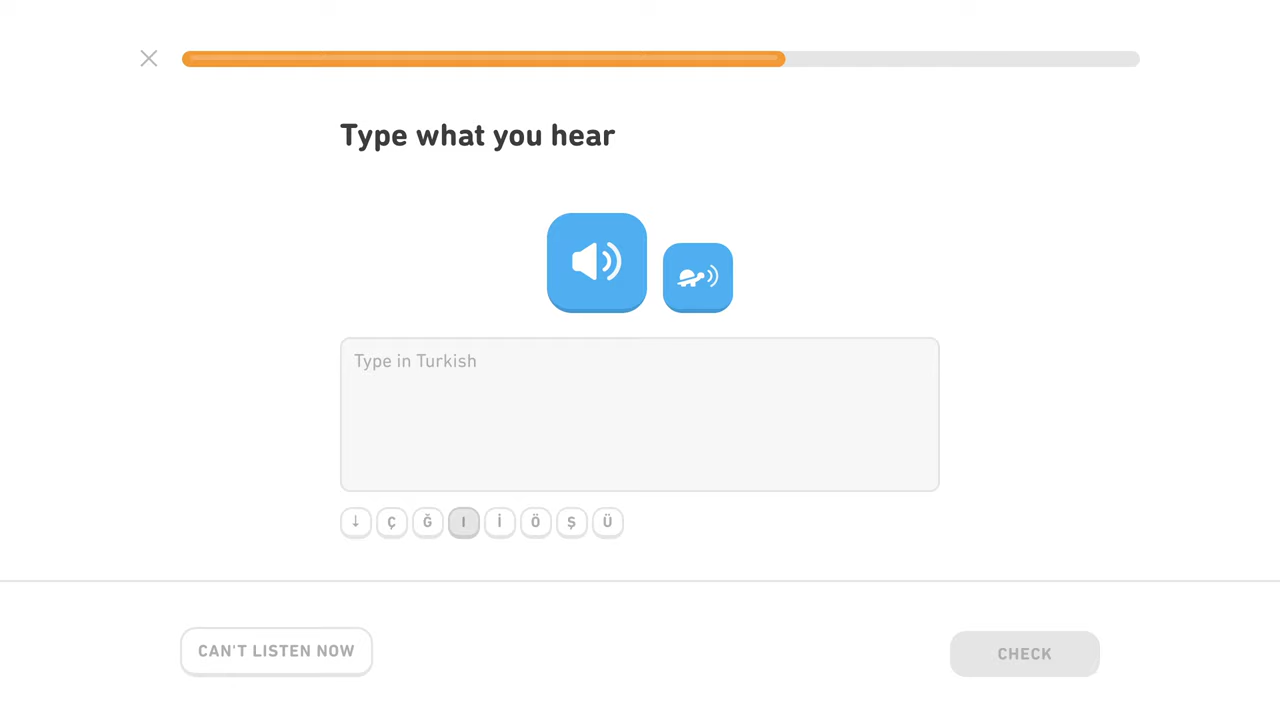 Type what you hear
Type in Turkish
↓ Ç Ğ I İ Ö Ş Ü
CAN'T LISTEN NOW
CHECK